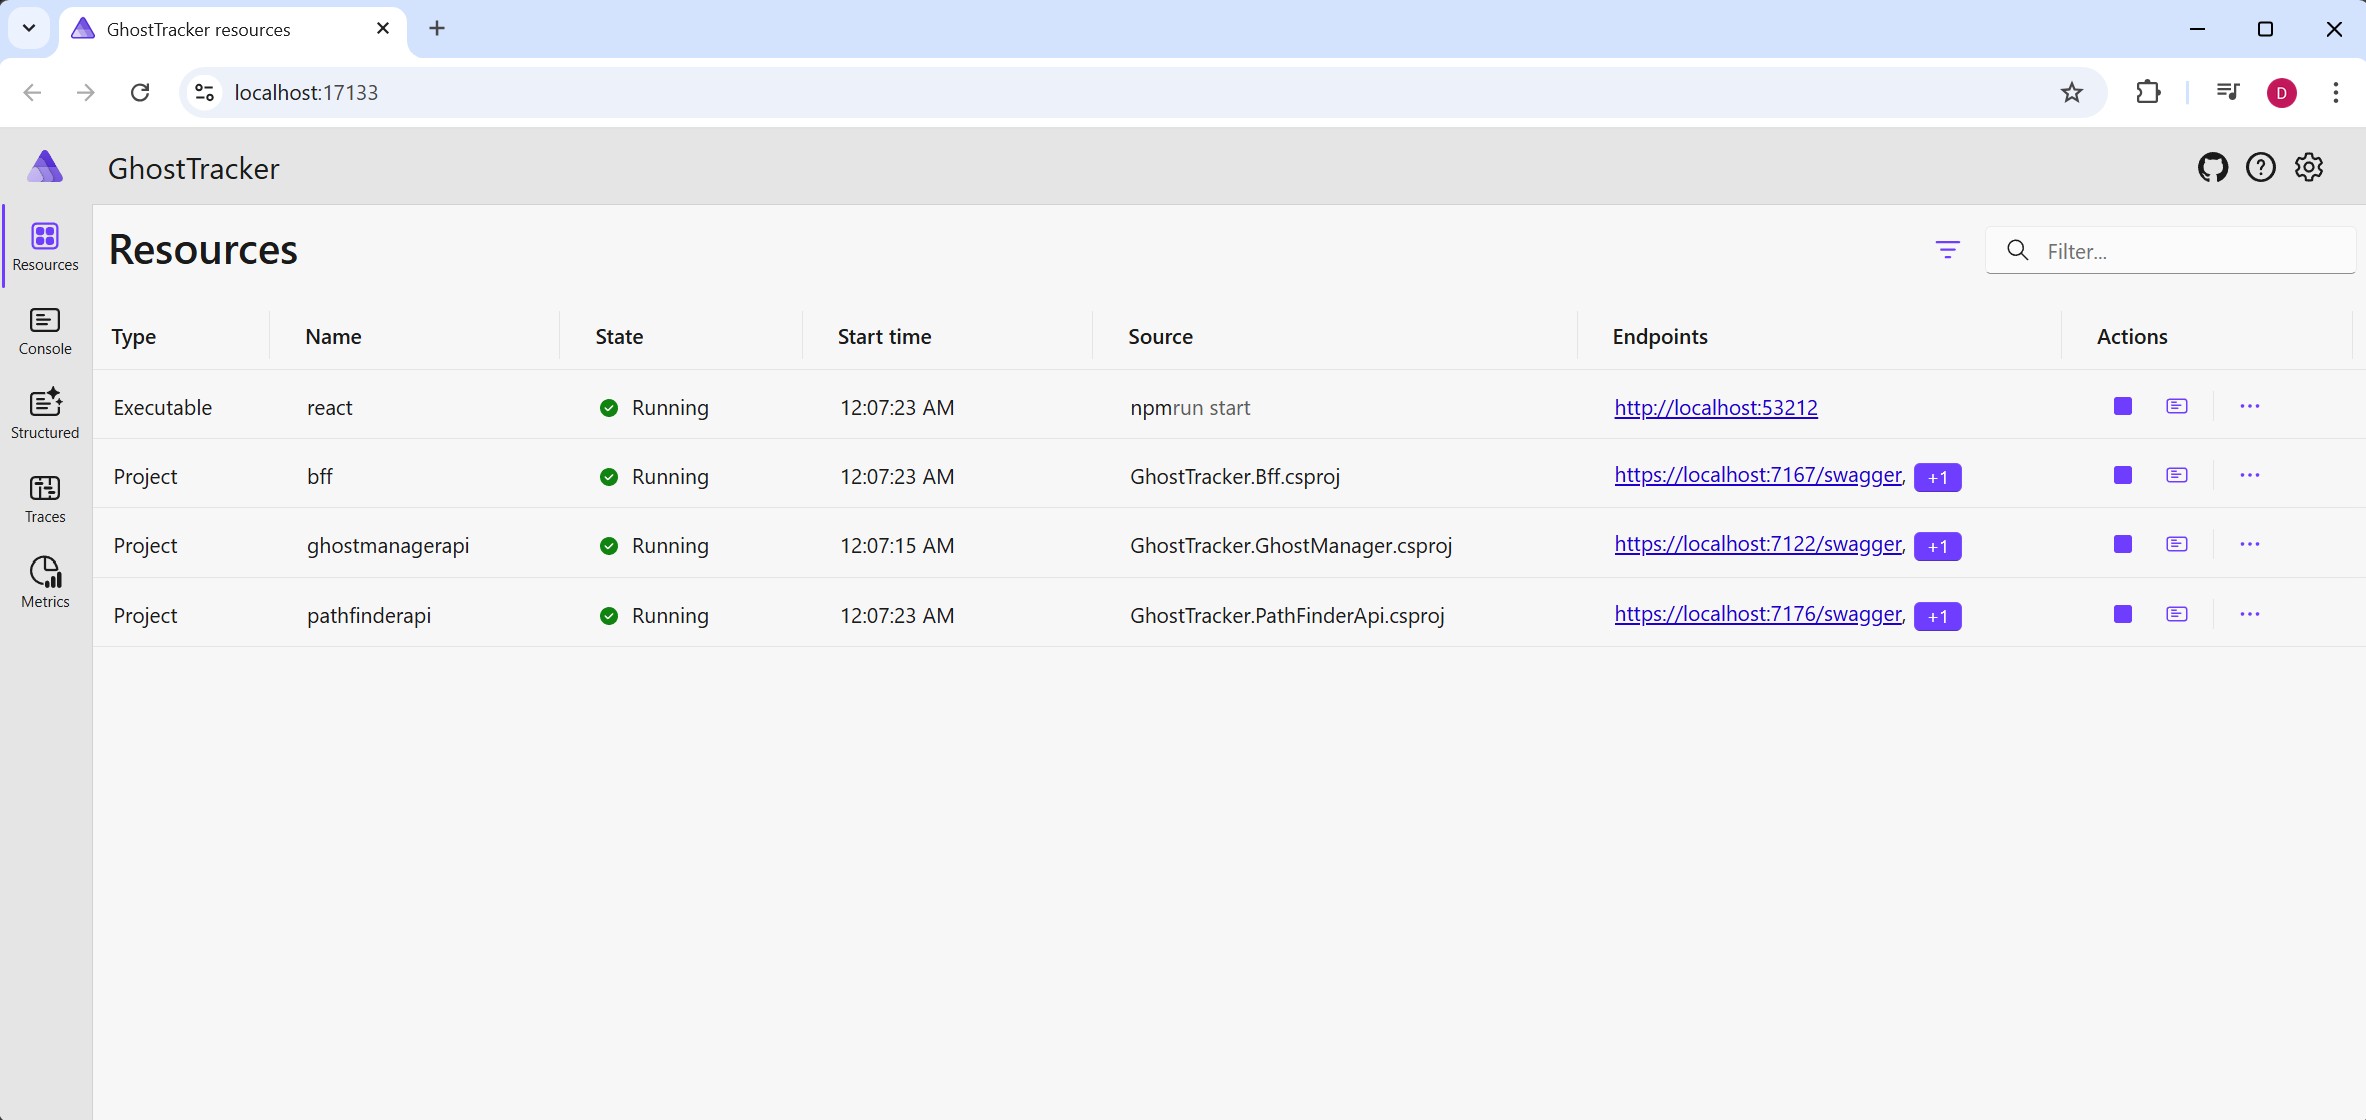 GhostTracker resources
localhost:17133
D
GhostTracker
Resources
Console
Structured
Traces
Metrics
Resources
Filter...
Type Name State Start time Source Endpoints Actions
Executable react Running 12:07:23 AM npmrun start http://localhost:53212
Project bff Running 12:07:23 AM GhostTracker.Bff.csproj https://localhost:7167/swagger, +1
Project ghostmanagerapi Running 12:07:15 AM GhostTracker.GhostManager.csproj https://localhost:7122/swagger, +1
Project pathfinderapi Running 12:07:23 AM GhostTracker.PathFinderApi.csproj https://localhost:7176/swagger, +1